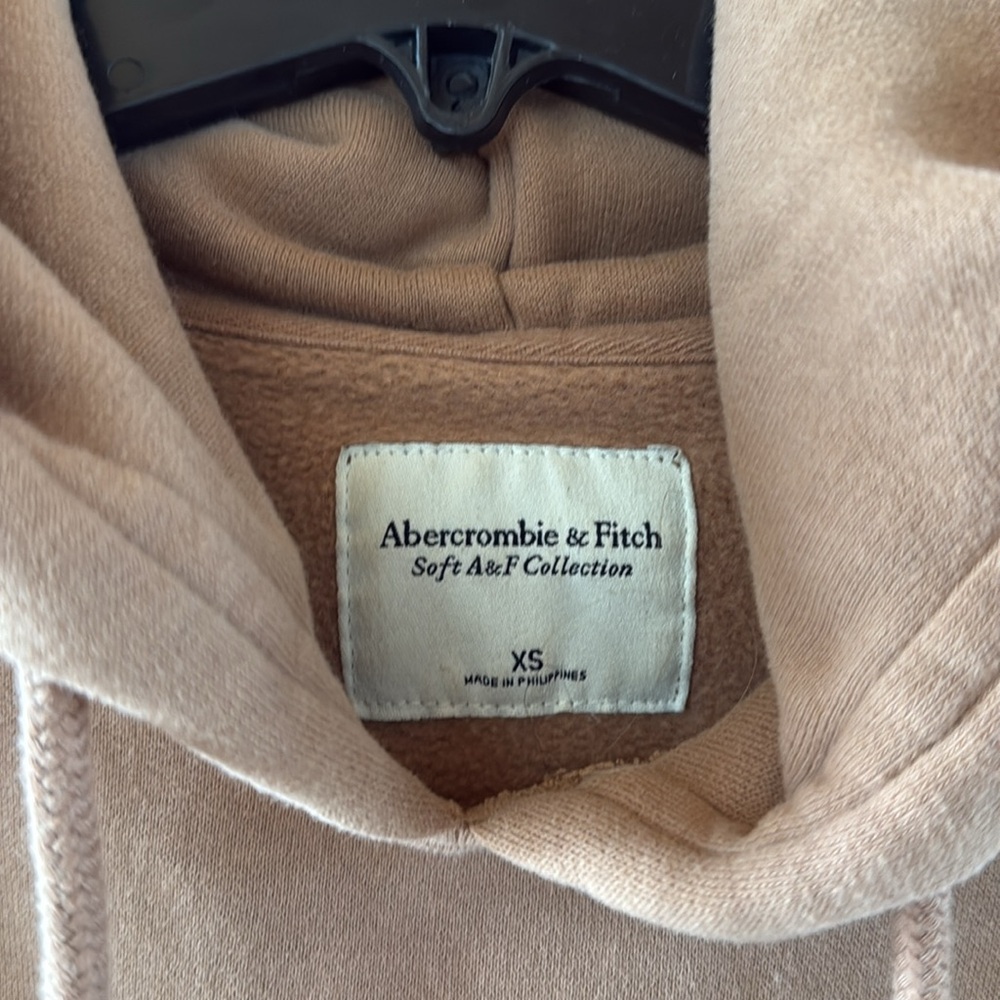 Abercrombie & Fitch
Soft A&F Collection
XS
MADE IN PHILIPPINES